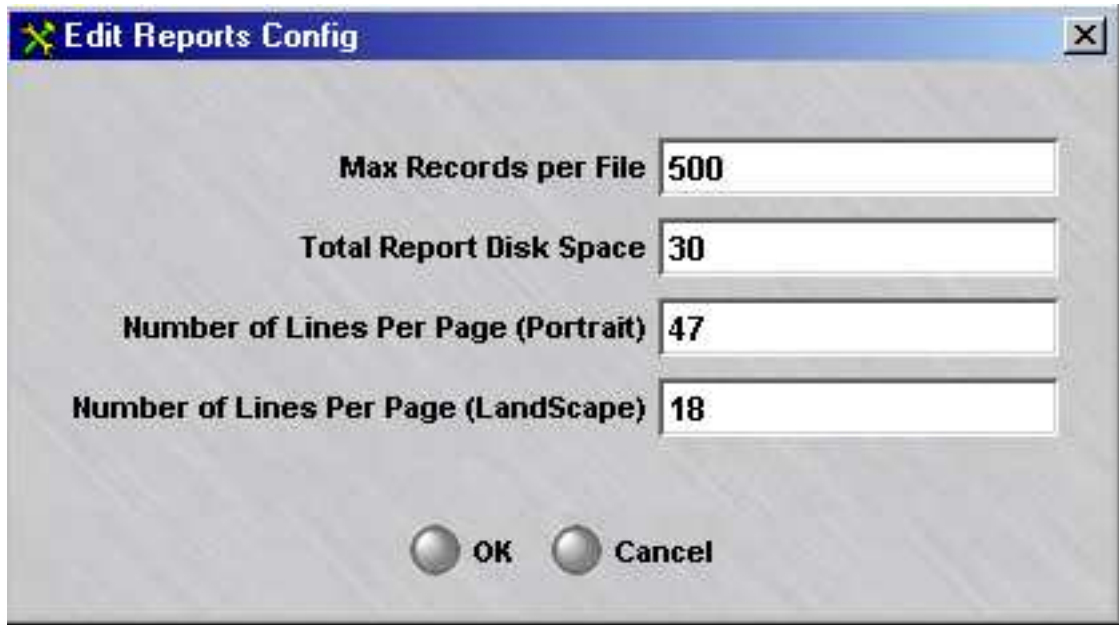 Edit Reports Config
Max Records per File 500
Total Report Disk Space 30
Number of Lines Per Page (Portrait) 47
Number of Lines Per Page (LandScape) 18
OK Cancel